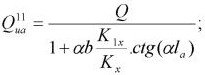 Q_{ua}^{11} = \frac{Q}{1 + \alpha b \frac{K_{1x}}{K_x} . ctg(\alpha l_a)};